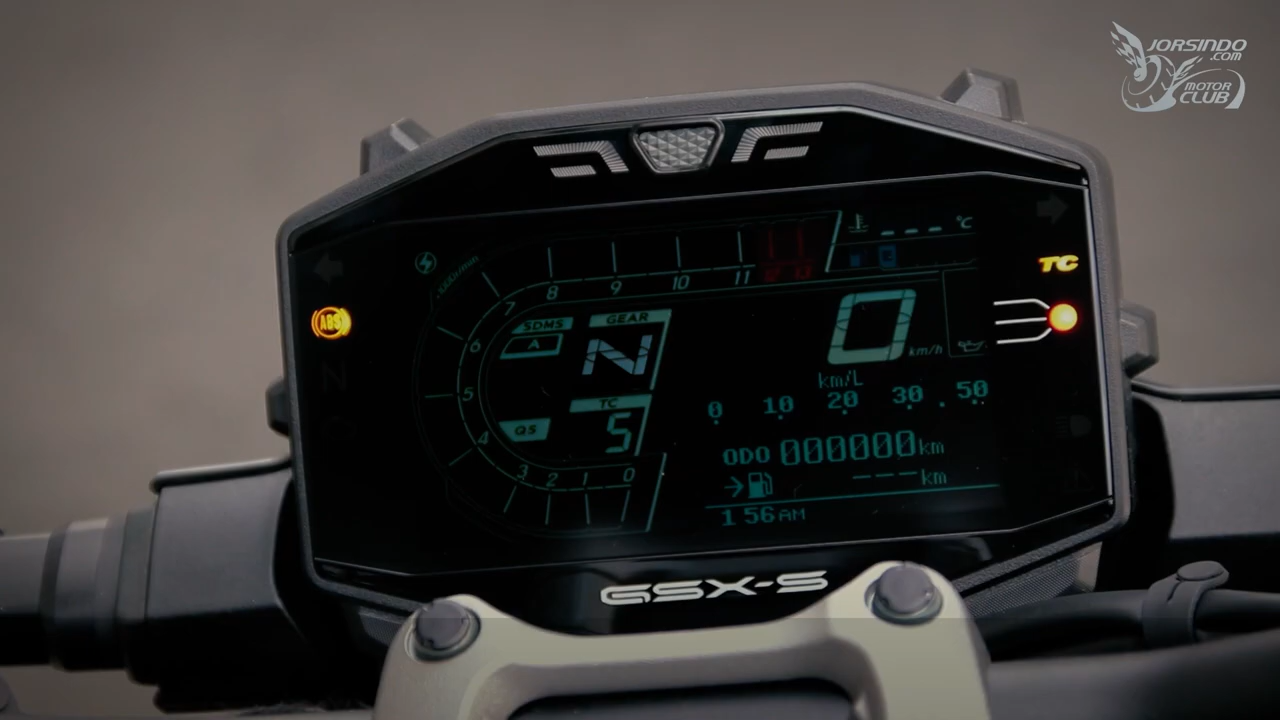 JORSINDO
.COM
MOTOR
CLUB
°C
TC
ABS
7 8 9 10 11
SDMS
A
GEAR
N
0 km/h
6
5
4
TC
5
QS
3 2 1 0
km/L
0 10 20 30 50
ODO 000000 km
--- km
1 56 AM
GSX-S